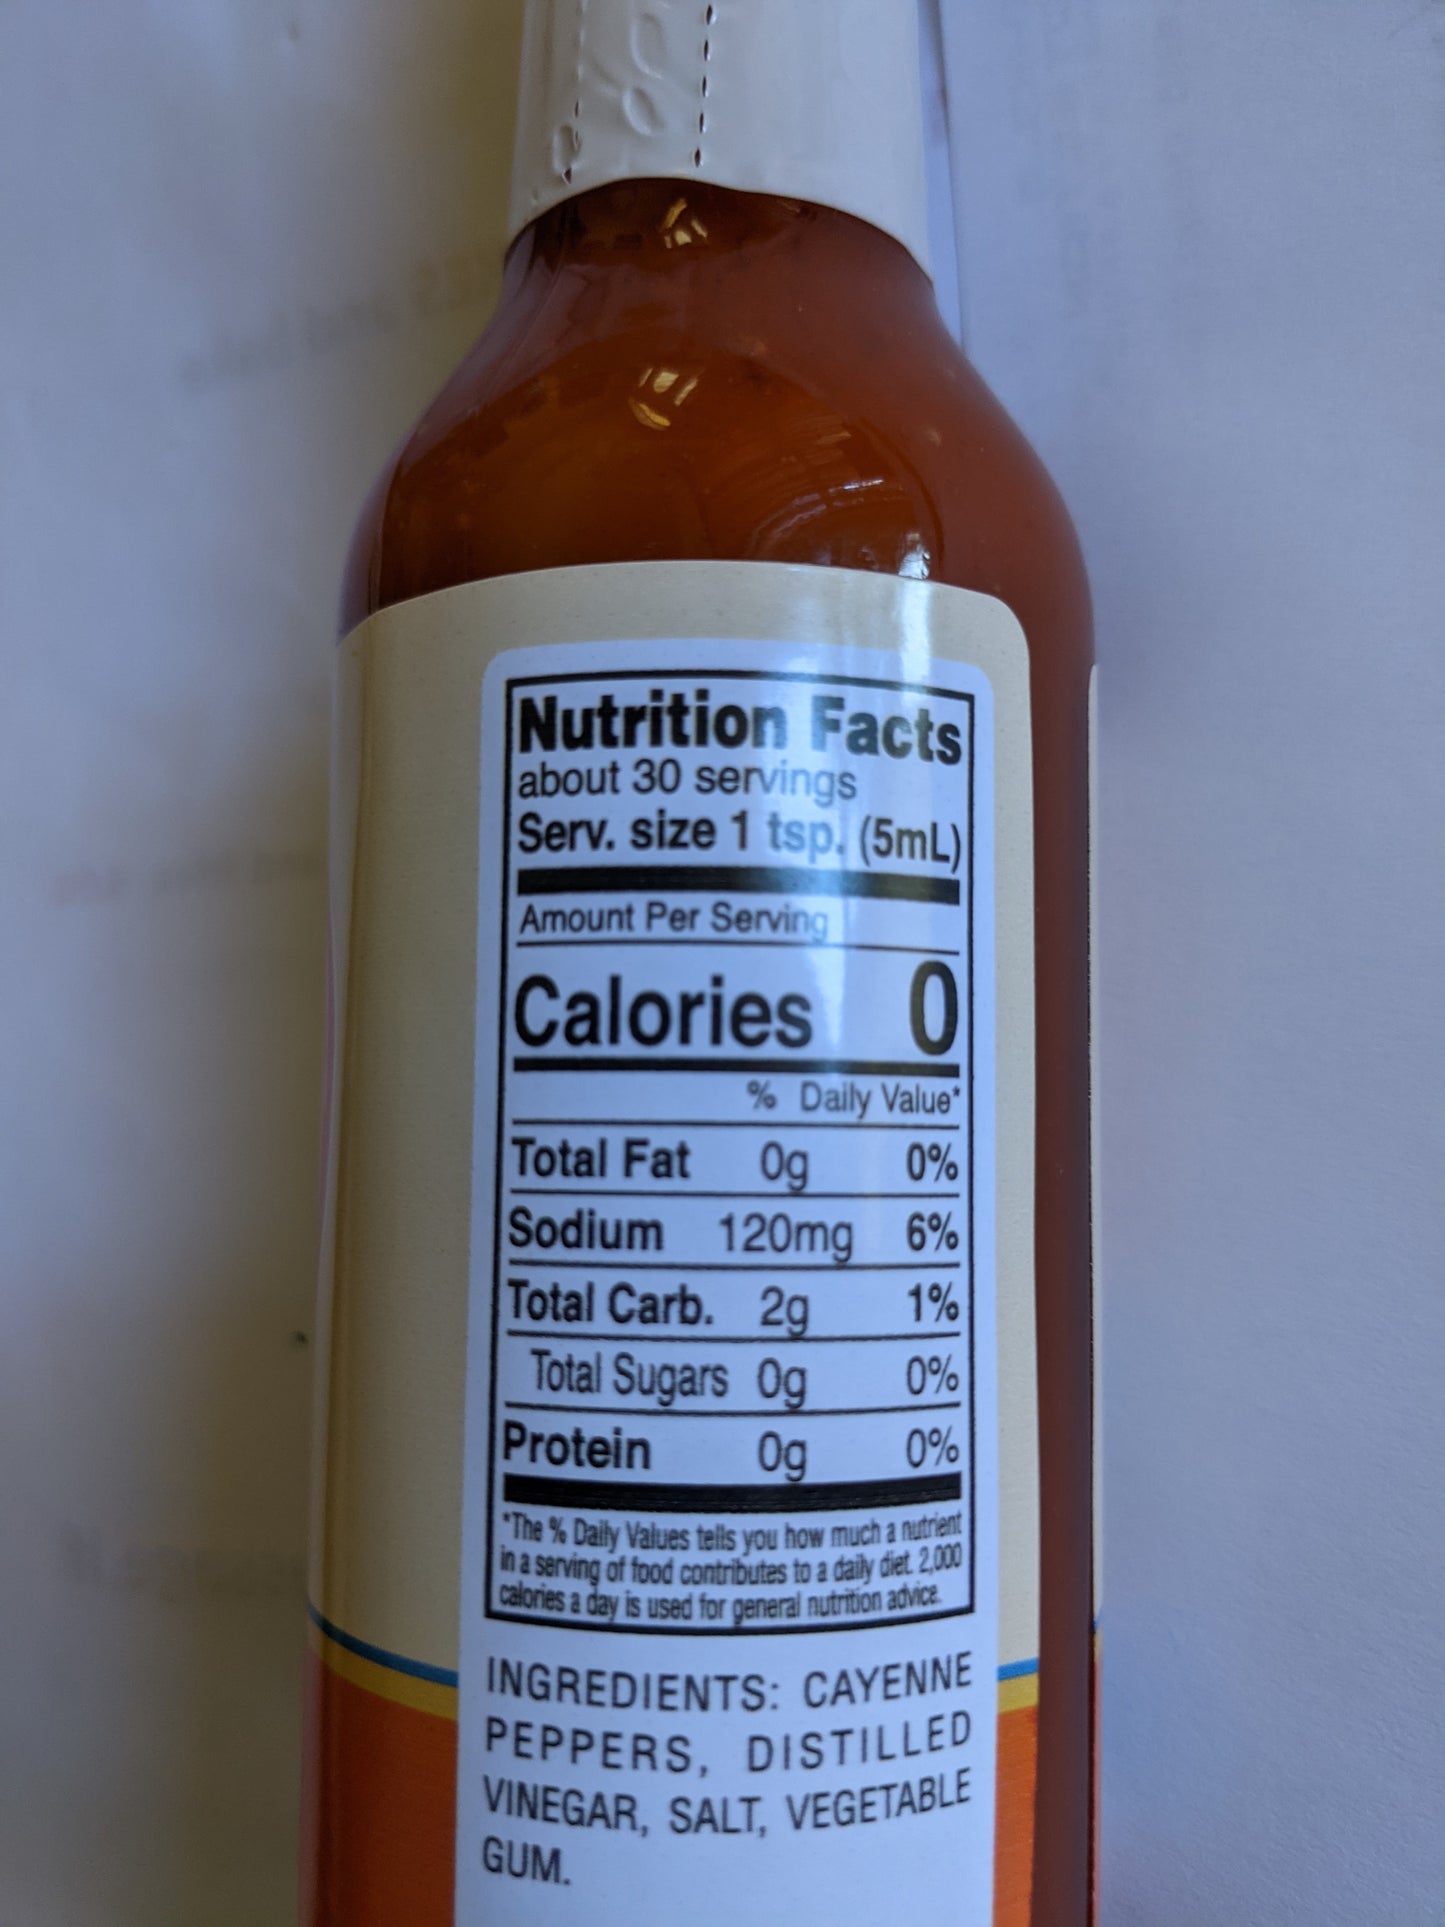 Nutrition Facts
about 30 servings
Serv. size 1 tsp. (5mL)
Amount Per Serving
Calories 0
% Daily Value*
Total Fat 0g 0%
Sodium 120mg 6%
Total Carb. 2g 1%
Total Sugars 0g 0%
Protein 0g 0%
*The % Daily Values tells you how much a nutrient
in a serving of food contributes to a daily diet. 2,000
calories a day is used for general nutrition advice.
INGREDIENTS: CAYENNE
PEPPERS, DISTILLED
VINEGAR, SALT, VEGETABLE
GUM.